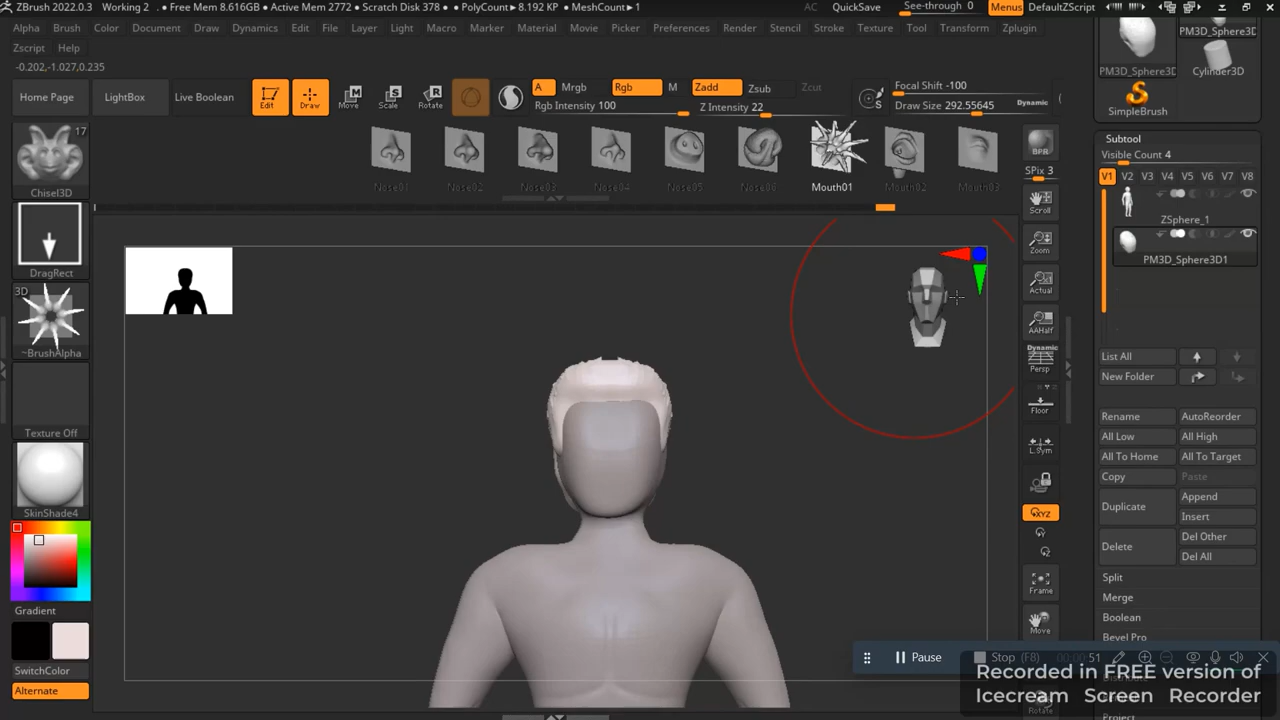 ZBrush 2022.0.3 Working 2 • Free Mem 8.616GB • Active Mem 2772 • Scratch Disk 378 • PolyCount▸8.192 KP • MeshCount▸1 AC QuickSave See-through 0 Menus DefaultZScript
Alpha Brush Color Document Draw Dynamics Edit File Layer Light Macro Marker Material Movie Picker Preferences Render Stencil Stroke Texture Tool Transform Zplugin
Zscript Help
-0.202,-1.027,0.235
Home Page LightBox Live Boolean Edit Draw Move Scale Rotate
A Mrgb Rgb M Zadd Zsub Zcut
Rgb Intensity 100 Z Intensity 22
Focal Shift -100
Draw Size 292.55645 Dynamic
S
17
Chisel3D
DragRect
3D
~BrushAlpha
Texture Off
SkinShade4
Gradient
SwitchColor
Alternate
Nose01 Nose02 Nose03 Nose04 Nose05 Nose06 Mouth01 Mouth02 Mouth03
BPR
SPix 3
Scroll
Zoom
Actual
AAHalf
Dynamic
Persp
Floor
L.Sym
XYZ
Y
Z
Frame
Move
Rotate
PM3D_Sphere3D PM3D_Sphere3D
Cylinder3D
SimpleBrush
Subtool
Visible Count 4
V1 V2 V3 V4 V5 V6 V7 V8
ZSphere_1
PM3D_Sphere3D1
List All
New Folder
Rename AutoReorder
All Low All High
All To Home All To Target
Copy Paste
Duplicate Append
Insert
Delete Del Other
Del All
Split
Merge
Boolean
Bevel Pro
Project
Pause Stop (F8) 00:00:51
Recorded in FREE version of
Icecream Screen Recorder